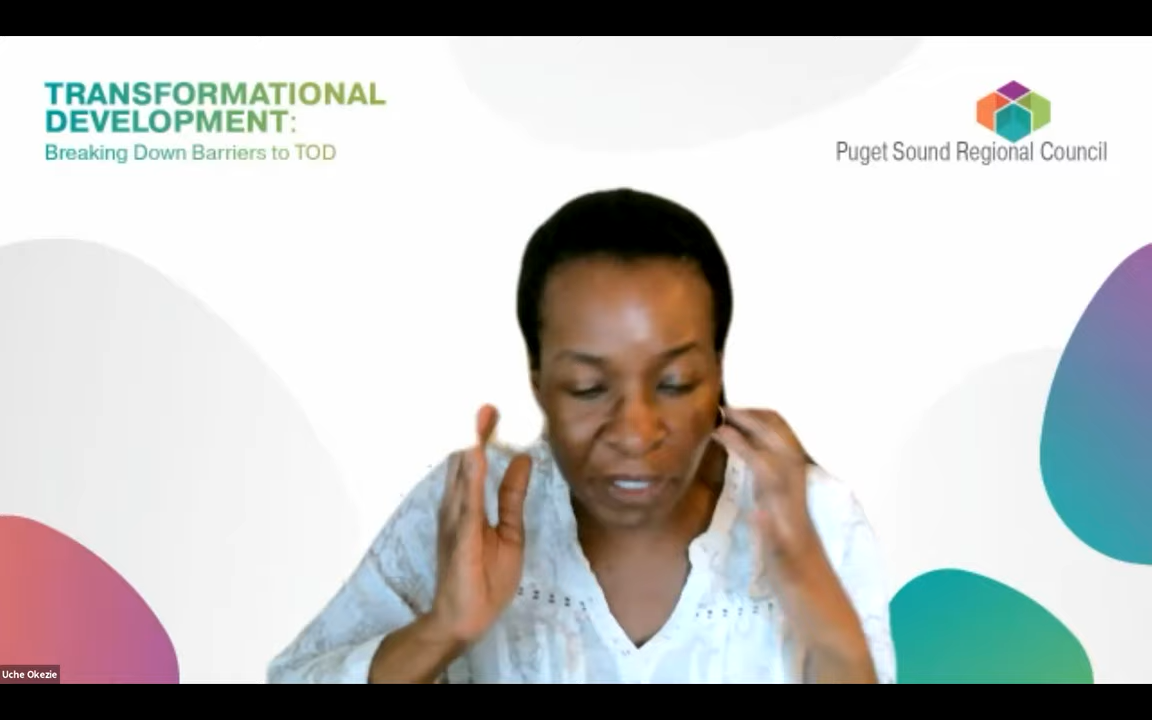 TRANSFORMATIONAL
DEVELOPMENT:
Breaking Down Barriers to TOD
Puget Sound Regional Council
Uche Okezie